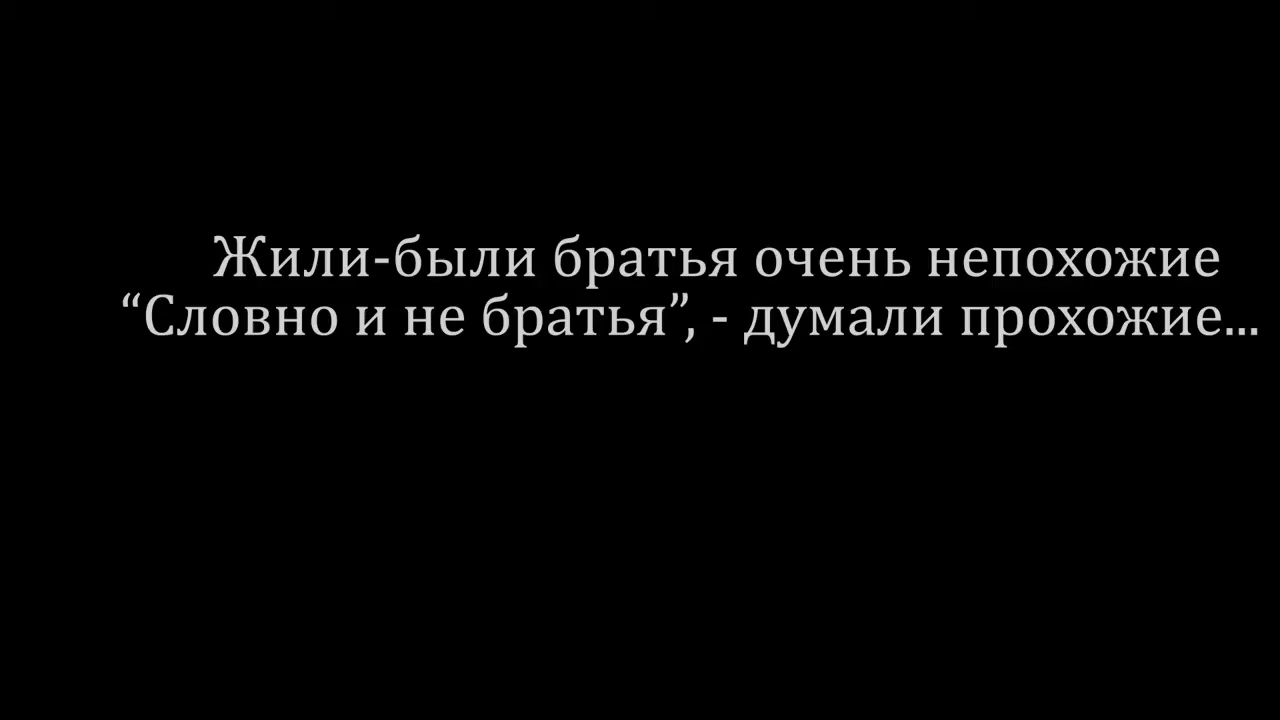 Жили-были братья очень непохожие
“Словно и не братья”, - думали прохожие...